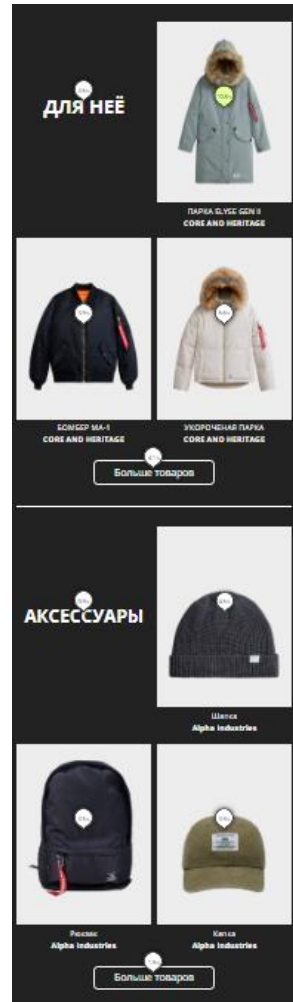 ДЛЯ НЕЁ
ПАРКА ELYSE GEN II
CORE AND HERITAGE
БОМБЕР MA-1
CORE AND HERITAGE
УКОРОЧЕНАЯ ПАРКА
CORE AND HERITAGE
Больше товаров
АКСЕССУАРЫ
Шапка
Alpha Industries
Рюкзак
Alpha Industries
Кепка
Alpha Industries
Больше товаров